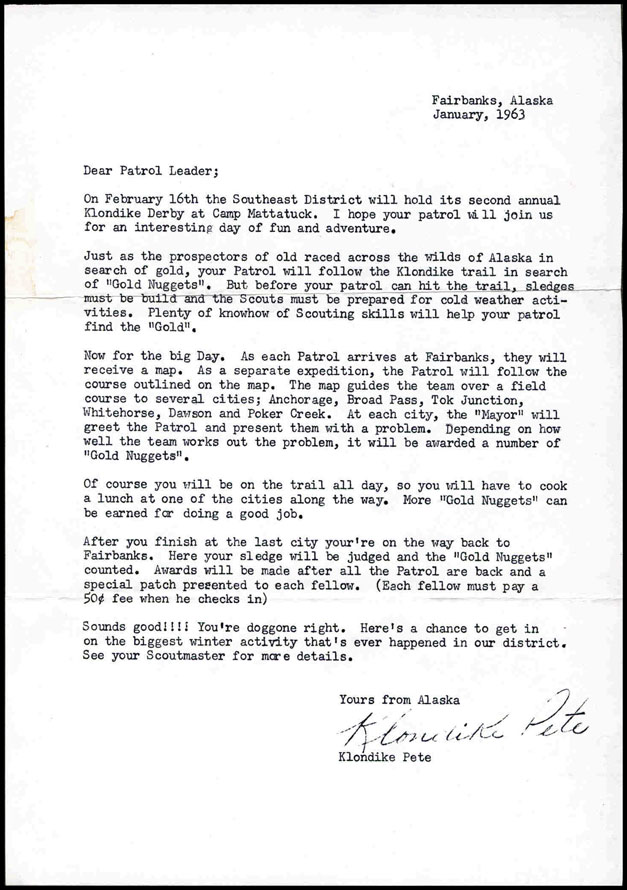 Fairbanks, Alaska
January, 1963
Dear Patrol Leader;
On February 16th the Southeast District will hold its second annual
Klondike Derby at Camp Mattatuck. I hope your patrol will join us
for an interesting day of fun and adventure.
Just as the prospectors of old raced across the wilds of Alaska in
search of gold, your Patrol will follow the Klondike trail in search
of "Gold Nuggets". But before your patrol can hit the trail, sledges
must be build and the Scouts must be prepared for cold weather acti-
vities. Plenty of knowhow of Scouting skills will help your patrol
find the "Gold".
Now for the big Day. As each Patrol arrives at Fairbanks, they will
receive a map. As a separate expedition, the Patrol will follow the
course outlined on the map. The map guides the team over a field
course to several cities; Anchorage, Broad Pass, Tok Junction,
Whitehorse, Dawson and Poker Creek. At each city, the "Mayor" will
greet the Patrol and present them with a problem. Depending on how
well the team works out the problem, it will be awarded a number of
"Gold Nuggets".
Of course you will be on the trail all day, so you will have to cook
a lunch at one of the cities along the way. More "Gold Nuggets" can
be earned for doing a good job.
After you finish at the last city your're on the way back to
Fairbanks. Here your sledge will be judged and the "Gold Nuggets"
counted. Awards will be made after all the Patrol are back and a
special patch presented to each fellow. (Each fellow must pay a
50¢ fee when he checks in)
Sounds good!!!! You're doggone right. Here's a chance to get in
on the biggest winter activity that's ever happened in our district.
See your Scoutmaster for more details.
Yours from Alaska
Klondike Pete
Klondike Pete